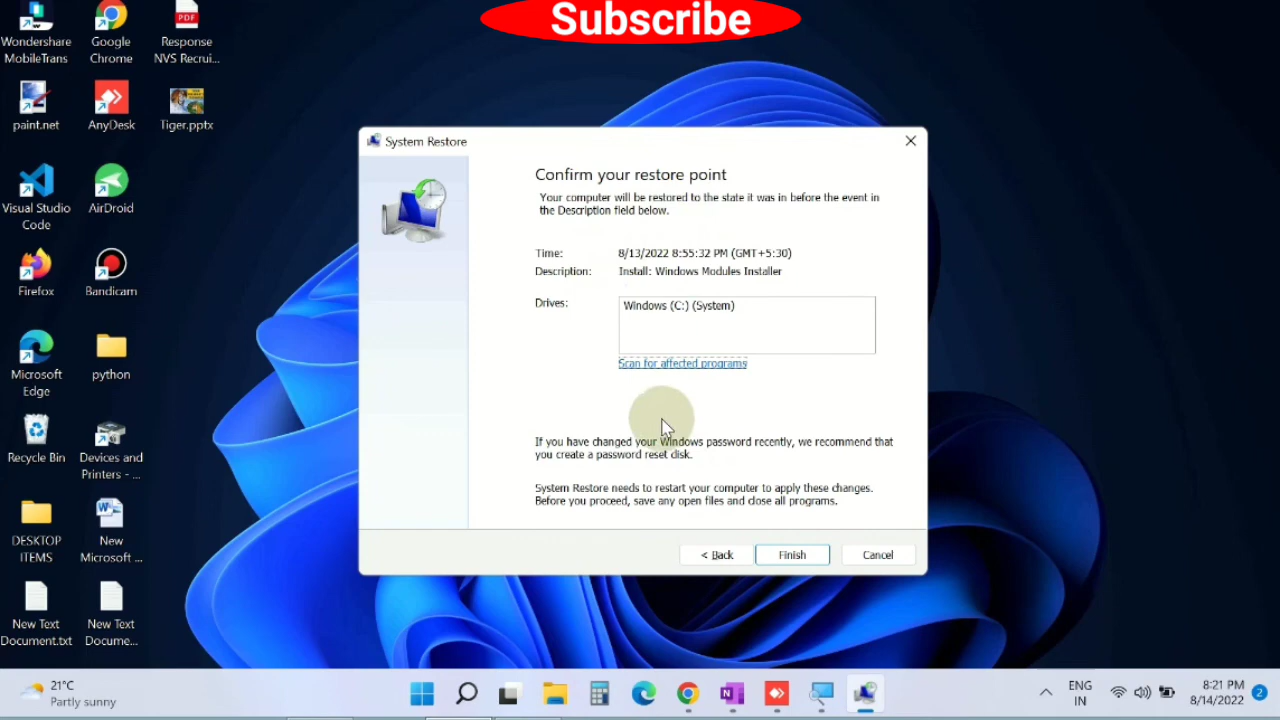 Subscribe
Wondershare
MobileTrans
Google
Chrome
PDF
Response
NVS Recrui...
paint.net
AnyDesk
Tiger.pptx
Visual Studio
Code
AirDroid
Firefox
Bandicam
Microsoft
Edge
python
Recycle Bin
Devices and
Printers - ...
DESKTOP
ITEMS
New
Microsoft ...
New Text
Document.txt
New Text
Docume...
System Restore
Confirm your restore point
Your computer will be restored to the state it was in before the event in
the Description field below.
Time: 8/13/2022 8:55:32 PM (GMT+5:30)
Description: Install: Windows Modules Installer
Drives: Windows (C:) (System)
Scan for affected programs
If you have changed your Windows password recently, we recommend that
you create a password reset disk.
System Restore needs to restart your computer to apply these changes.
Before you proceed, save any open files and close all programs.
< Back
Finish
Cancel
21°C
Partly sunny
ENG
IN
8:21 PM
8/14/2022
2